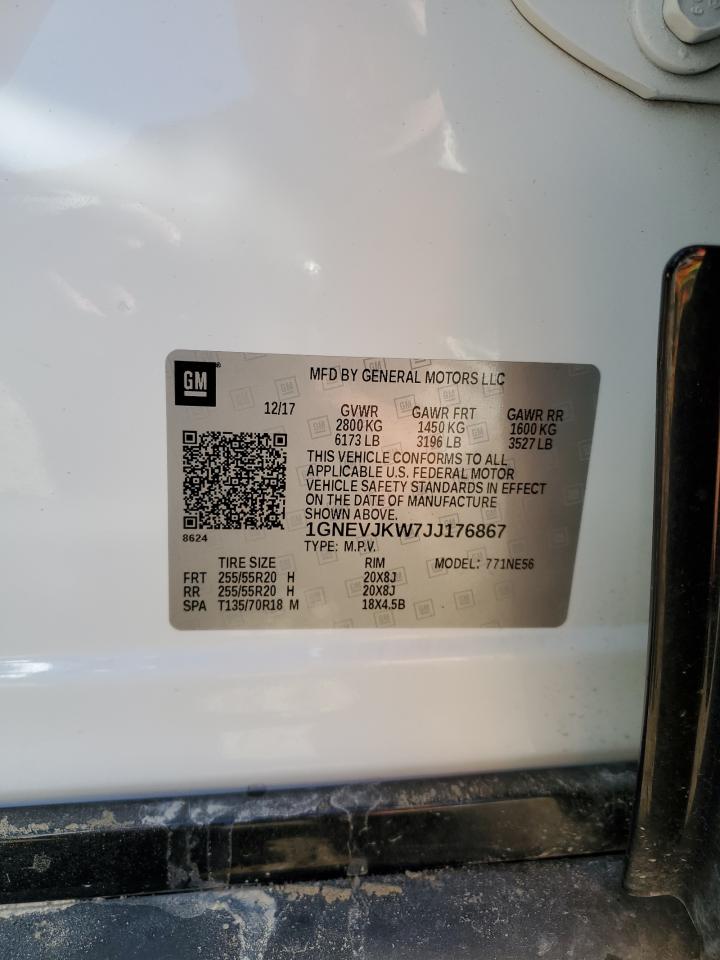 GM
MFD BY GENERAL MOTORS LLC
12/17 GVWR GAWR FRT GAWR RR
2800 KG 1450 KG 1600 KG
6173 LB 3196 LB 3527 LB
THIS VEHICLE CONFORMS TO ALL
APPLICABLE U.S. FEDERAL MOTOR
VEHICLE SAFETY STANDARDS IN EFFECT
ON THE DATE OF MANUFACTURE
SHOWN ABOVE.
1GNEVJKW7JJ176867
8624
TYPE: M.P.V.
TIRE SIZE RIM MODEL: 771NE56
FRT 255/55R20 H 20X8J
RR 255/55R20 H 20X8J
SPA T135/70R18 M 18X4.5B